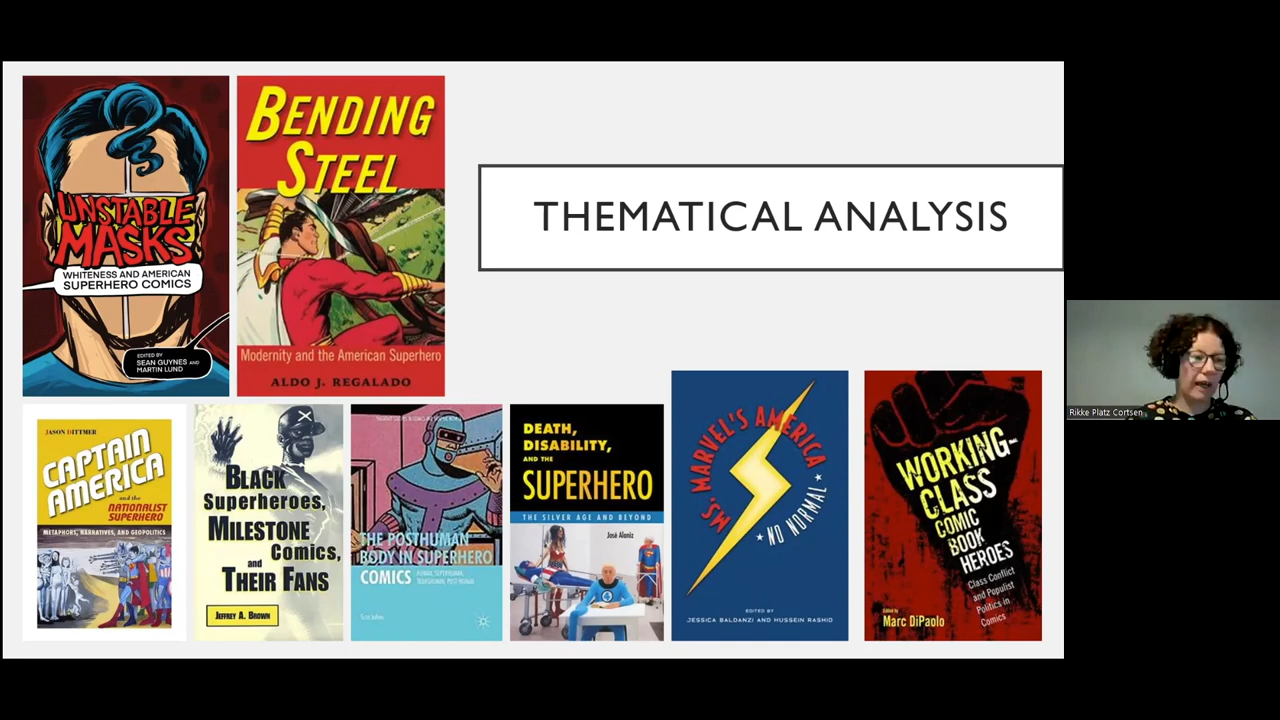 UNSTABLE
MASKS
WHITENESS AND AMERICAN
SUPERHERO COMICS
EDITED BY
SEAN GUYNES AND
MARTIN LUND
BENDING
STEEL
Modernity and the American Superhero
ALDO J. REGALADO
THEMATICAL ANALYSIS
JASON DITTMER
CAPTAIN
AMERICA
and the
NATIONALIST
SUPERHERO
METAPHORS, NARRATIVES, AND GEOPOLITICS
BLACK
Superheroes,
MILESTONE
Comics,
and
THEIR FANS
JEFFREY A. BROWN
THE POSTHUMAN
BODY IN SUPERHERO
COMICS
DEATH,
DISABILITY,
AND THE
SUPERHERO
THE SILVER AGE AND BEYOND
José Alaniz
MS. MARVEL'S AMERICA
NO NORMAL
EDITED BY
JESSICA BALDANZI AND HUSSEIN RASHID
WORKING-
CLASS
COMIC
BOOK
HEROES
Class Conflict
and Populist
Politics in
Comics
Edited by
Marc DiPaolo
Rikke Platz Cortsen